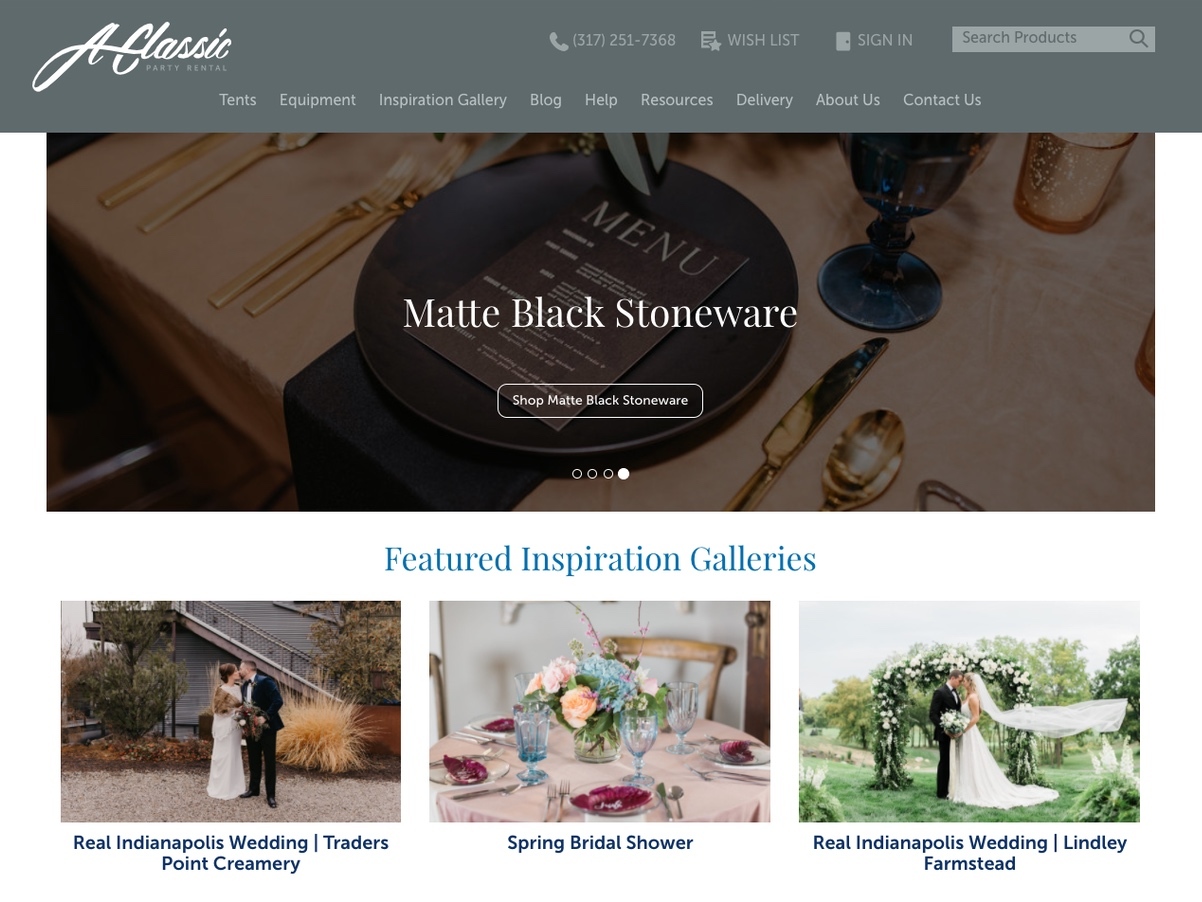 A Classic
PARTY RENTAL
(317) 251-7368
WISH LIST
SIGN IN
Search Products
Tents
Equipment
Inspiration Gallery
Blog
Help
Resources
Delivery
About Us
Contact Us
MENU
Matte Black Stoneware
Shop Matte Black Stoneware
Featured Inspiration Galleries
Real Indianapolis Wedding | Traders
Point Creamery
Spring Bridal Shower
Real Indianapolis Wedding | Lindley
Farmstead